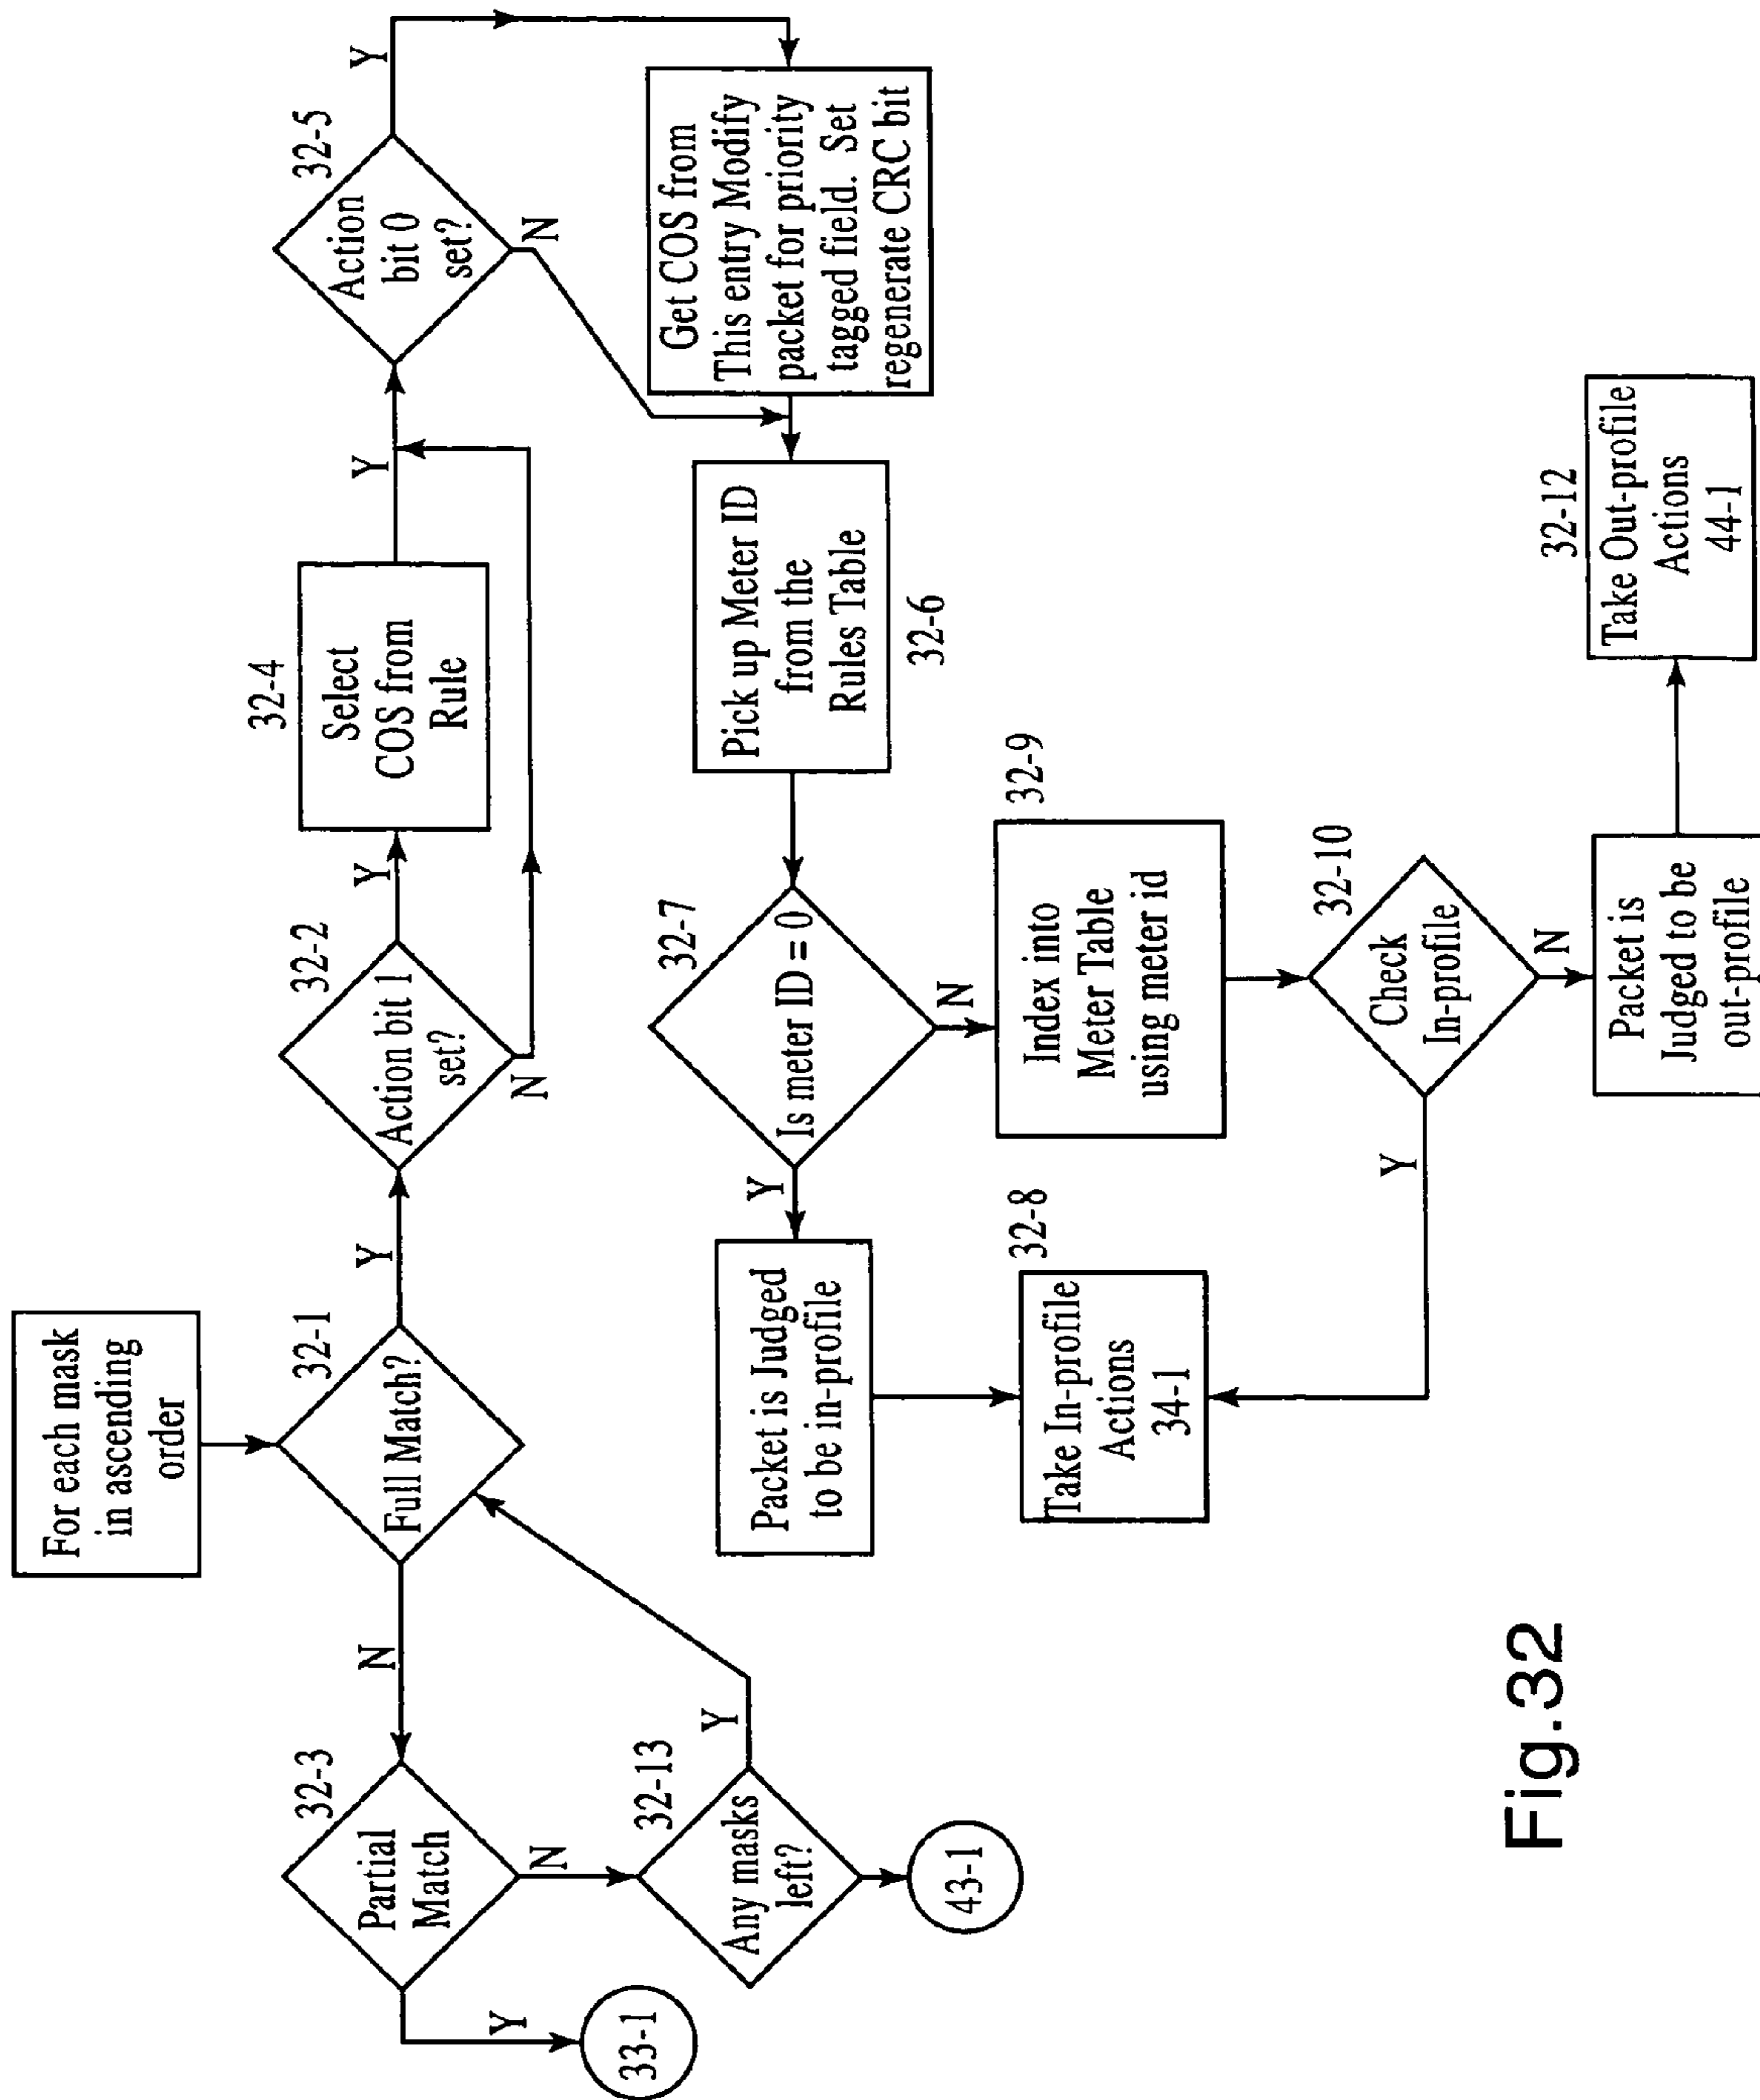 For each mask
in ascending
order
32-1
Full Match?
Y
N
32-2
Action bit 1
set?
Y
N
32-4
Select
COS from
Rule
Y
32-5
Action
bit 0
set?
Y
N
Get COS from
This entry Modify
packet for priority
tagged field. Set
regenerate CRC bit
32-3
Partial
Match
Y
N
33-1
32-13
Any masks
left?
Y
43-1
Pick up Meter ID
from the
Rules Table
32-6
32-7
Is meter ID = 0
Y
N
Packet is Judged
to be in-profile
32-8
Take In-profile
Actions
34-1
32-9
Index into
Meter Table
using meter id
32-10
Check
In-profile
Y
N
Packet is
Judged to be
out-profile
32-12
Take Out-profile
Actions
44-1
Fig.32